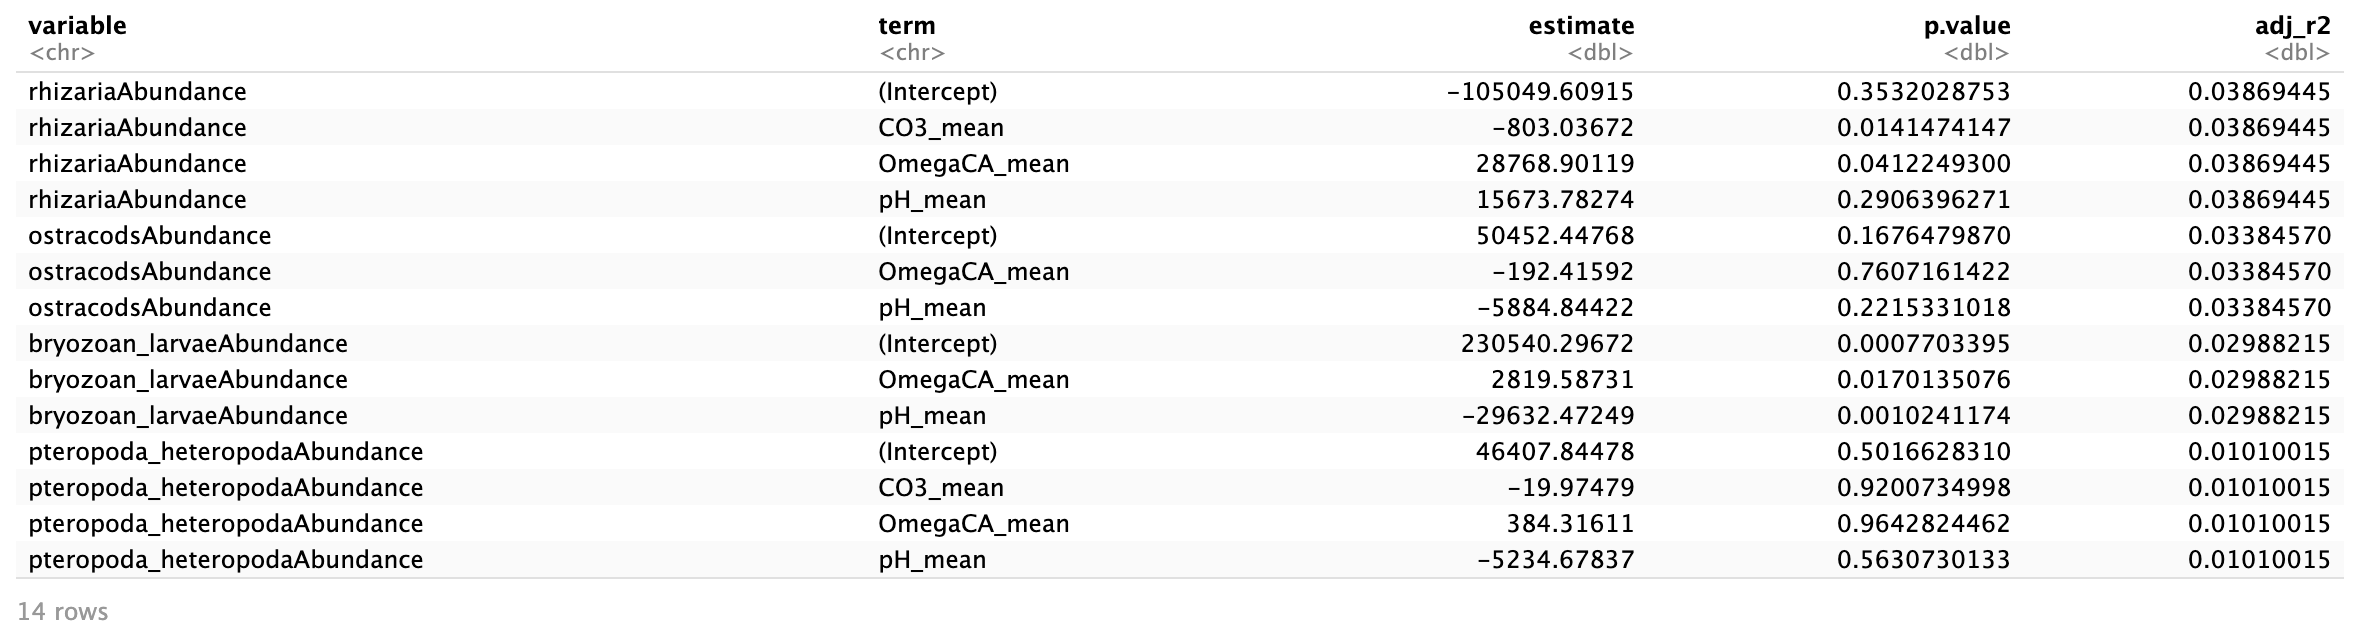 variable term estimate p.value adj_r2
<chr> <chr> <dbl> <dbl> <dbl>
rhizariaAbundance (Intercept) -105049.60915 0.3532028753 0.03869445
rhizariaAbundance CO3_mean -803.03672 0.0141474147 0.03869445
rhizariaAbundance OmegaCA_mean 28768.90119 0.0412249300 0.03869445
rhizariaAbundance pH_mean 15673.78274 0.2906396271 0.03869445
ostracodsAbundance (Intercept) 50452.44768 0.1676479870 0.03384570
ostracodsAbundance OmegaCA_mean -192.41592 0.7607161422 0.03384570
ostracodsAbundance pH_mean -5884.84422 0.2215331018 0.03384570
bryozoan_larvaeAbundance (Intercept) 230540.29672 0.0007703395 0.02988215
bryozoan_larvaeAbundance OmegaCA_mean 2819.58731 0.0170135076 0.02988215
bryozoan_larvaeAbundance pH_mean -29632.47249 0.0010241174 0.02988215
pteropoda_heteropodaAbundance (Intercept) 46407.84478 0.5016628310 0.01010015
pteropoda_heteropodaAbundance CO3_mean -19.97479 0.9200734998 0.01010015
pteropoda_heteropodaAbundance OmegaCA_mean 384.31611 0.9642824462 0.01010015
pteropoda_heteropodaAbundance pH_mean -5234.67837 0.5630730133 0.01010015
14 rows